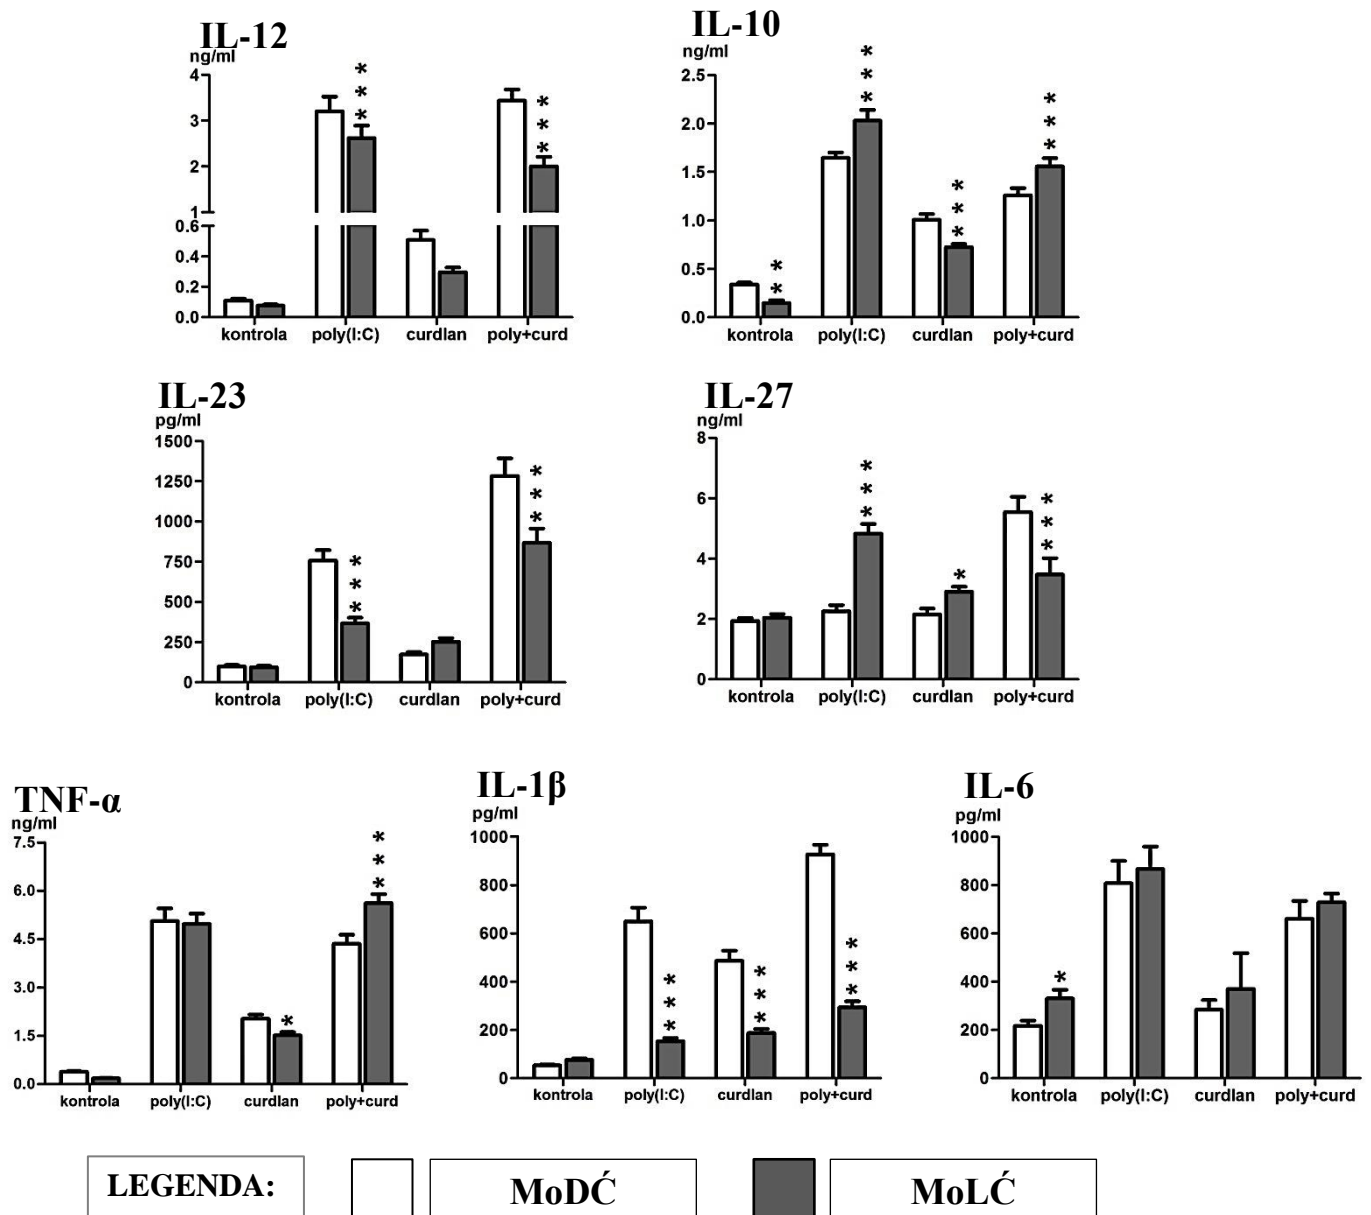 IL-12
ng/ml
4
* * *
* * *
3
2
1
0.6
0.4
0.2
0.0
kontrola poly(I:C) curdlan poly+curd
IL-10
ng/ml
2.5
* * *
* * *
2.0
1.5
* * *
1.0
0.5
* *
0.0
kontrola poly(I:C) curdlan poly+curd
IL-23
pg/ml
1500
1250
* * *
1000
750
* * *
500
250
0
kontrola poly(I:C) curdlan poly+curd
IL-27
ng/ml
8
* * *
6
* * *
4
*
2
0
kontrola poly(I:C) curdlan poly+curd
TNF-α
ng/ml
7.5
* * *
6.0
4.5
3.0
*
1.5
0.0
kontrola poly(I:C) curdlan poly+curd
IL-1β
pg/ml
1000
800
600
* * *
400
* * *
* * *
200
0
kontrola poly(I:C) curdlan poly+curd
IL-6
pg/ml
1000
800
600
400
*
200
0
kontrola poly(I:C) curdlan poly+curd
LEGENDA: MoDĆ MoLĆ